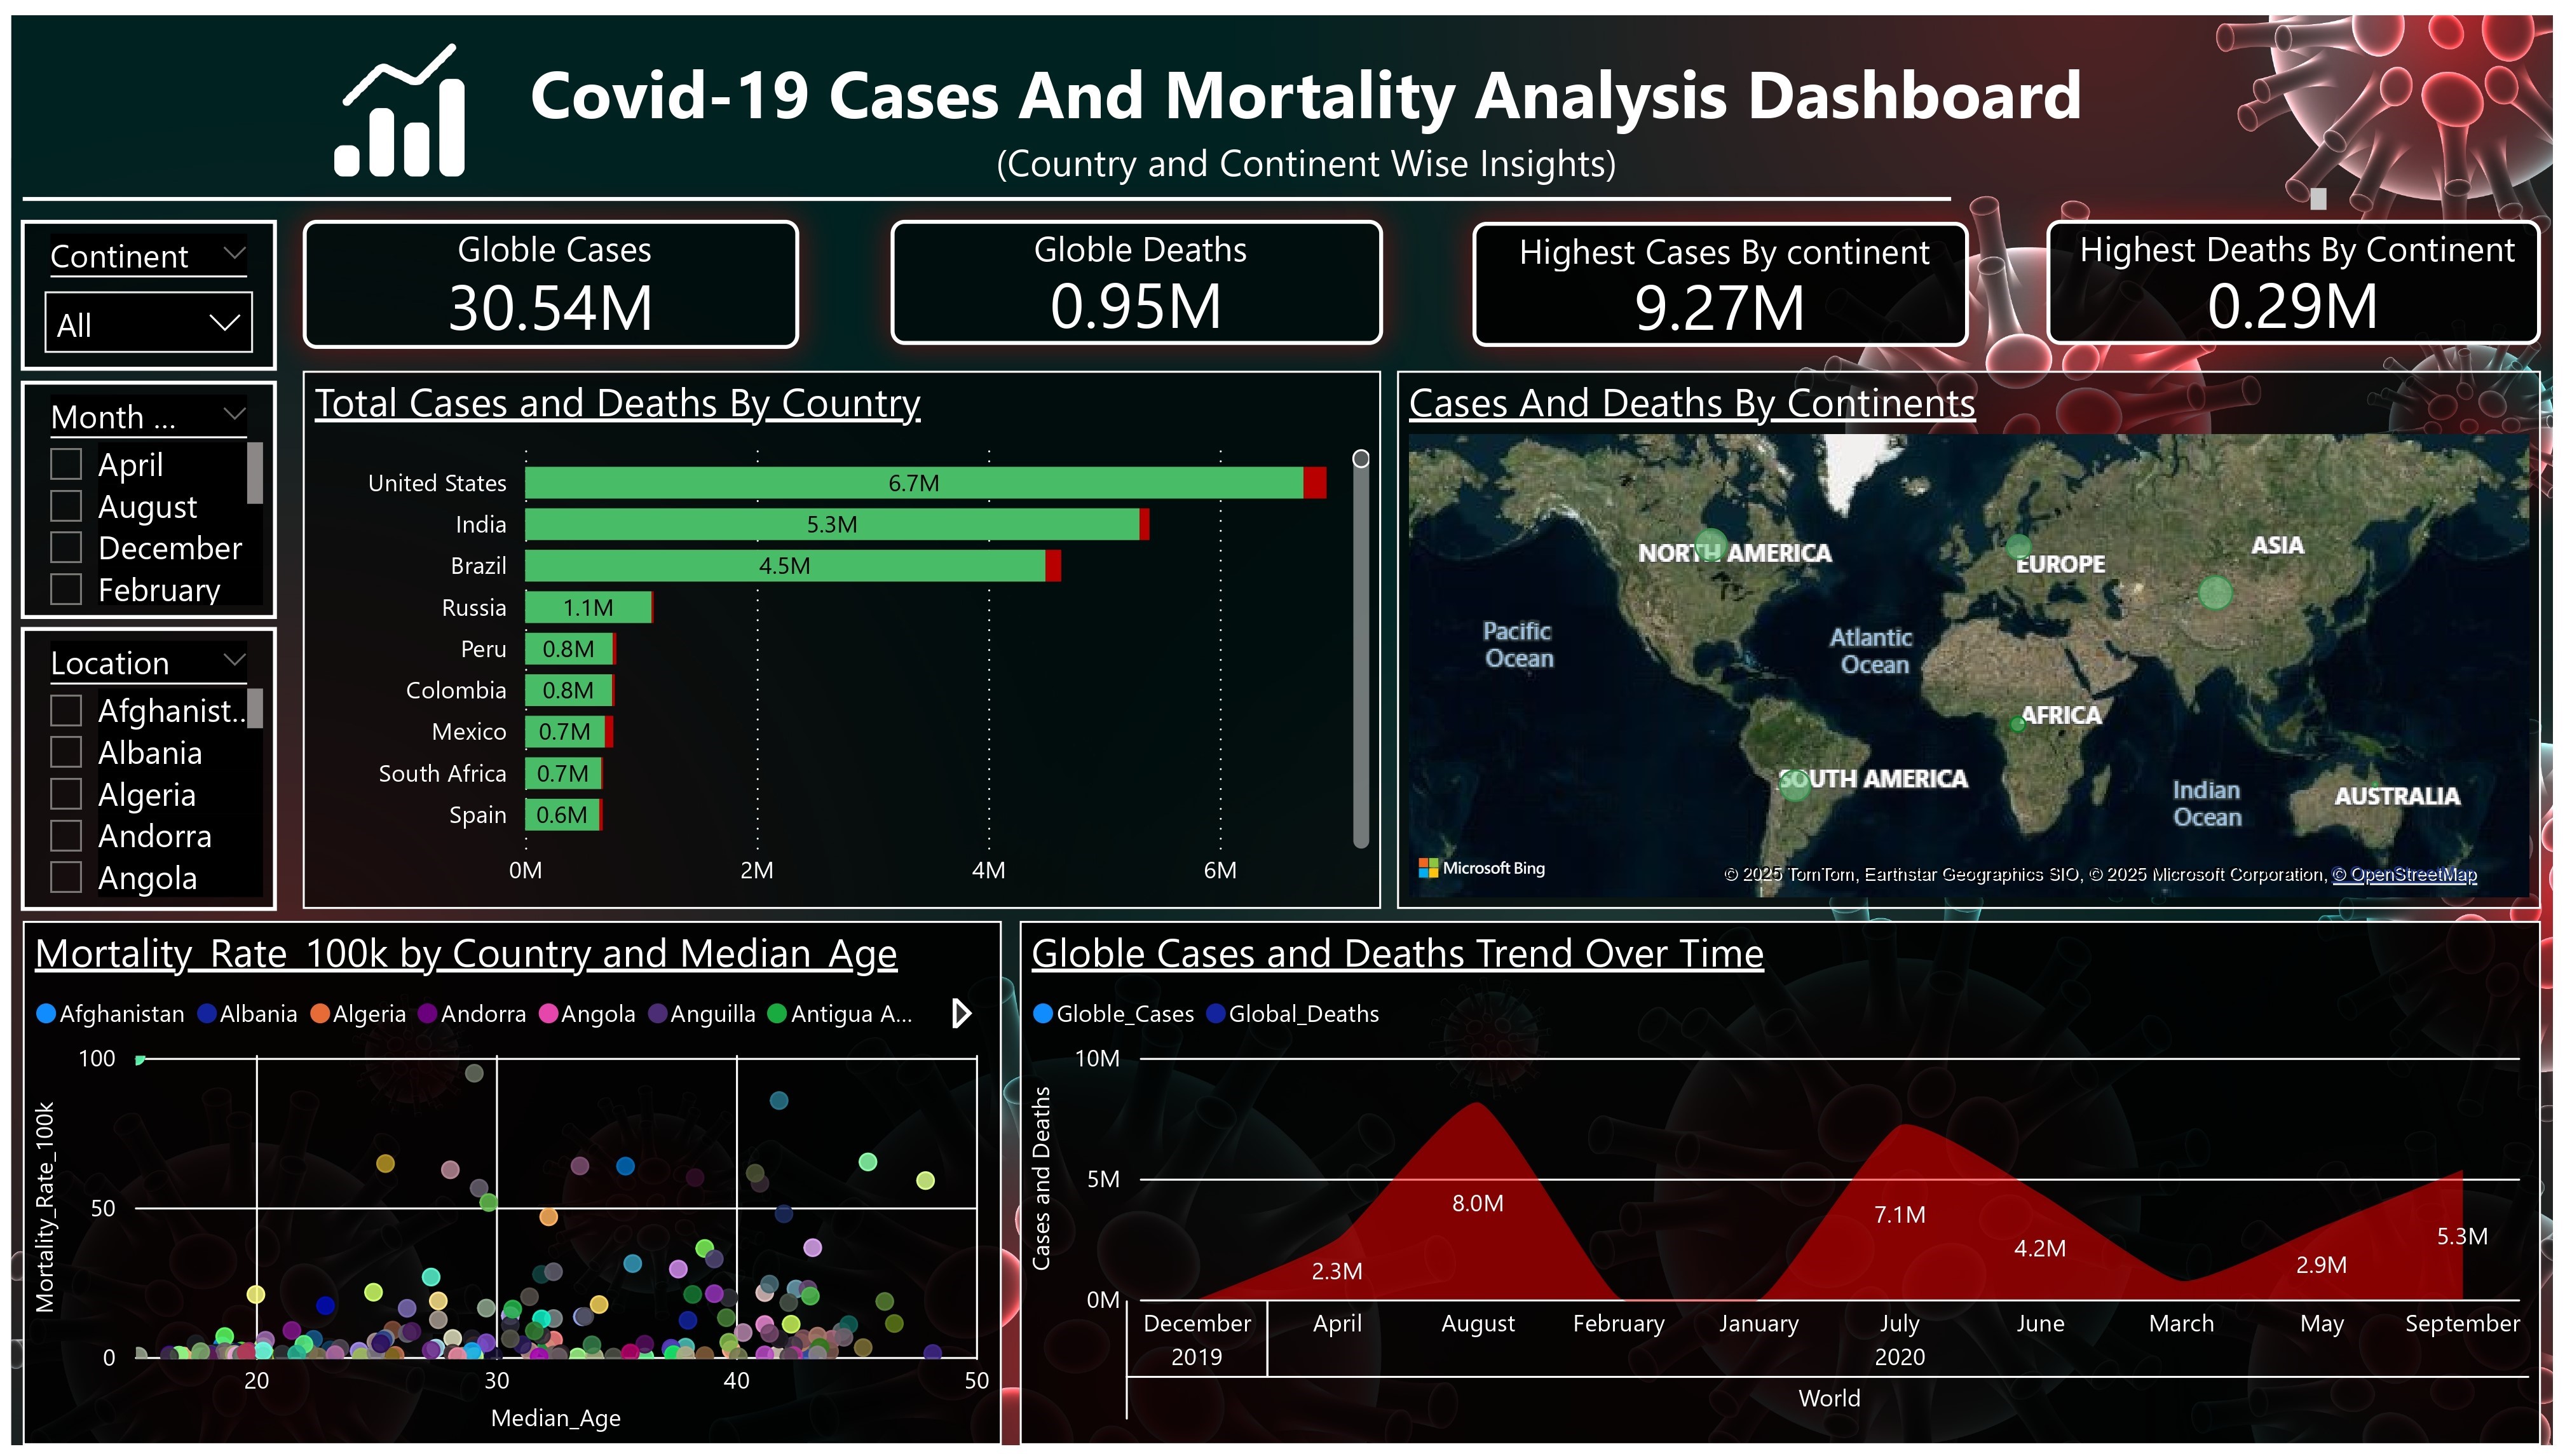 Covid-19 Cases And Mortality Analysis Dashboard
(Country and Continent Wise Insights)
Continent
All
Month ...
April
August
December
February
Location
Afghanist..
Albania
Algeria
Andorra
Angola
Globle Cases
30.54M
Globle Deaths
0.95M
Highest Cases By continent
9.27M
Highest Deaths By Continent
0.29M
Total Cases and Deaths By Country
United States 6.7M
India 5.3M
Brazil 4.5M
Russia 1.1M
Peru 0.8M
Colombia 0.8M
Mexico 0.7M
South Africa 0.7M
Spain 0.6M
0M 2M 4M 6M
Cases And Deaths By Continents
NORTH AMERICA
EUROPE
ASIA
Pacific
Ocean
Atlantic
Ocean
AFRICA
SOUTH AMERICA
Indian
Ocean
AUSTRALIA
Microsoft Bing
© 2025 TomTom, Earthstar Geographics SIO, © 2025 Microsoft Corporation, © OpenStreetMap
Mortality_Rate_100k by Country and Median_Age
Afghanistan Albania Algeria Andorra Angola Anguilla Antigua A...
Mortality_Rate_100k
100
50
0
20 30 40 50
Median_Age
Globle Cases and Deaths Trend Over Time
Globle_Cases Global_Deaths
Cases and Deaths
10M
5M
0M
2.3M
8.0M
7.1M
4.2M
2.9M
5.3M
December April August February January July June March May September
2019 2020
World